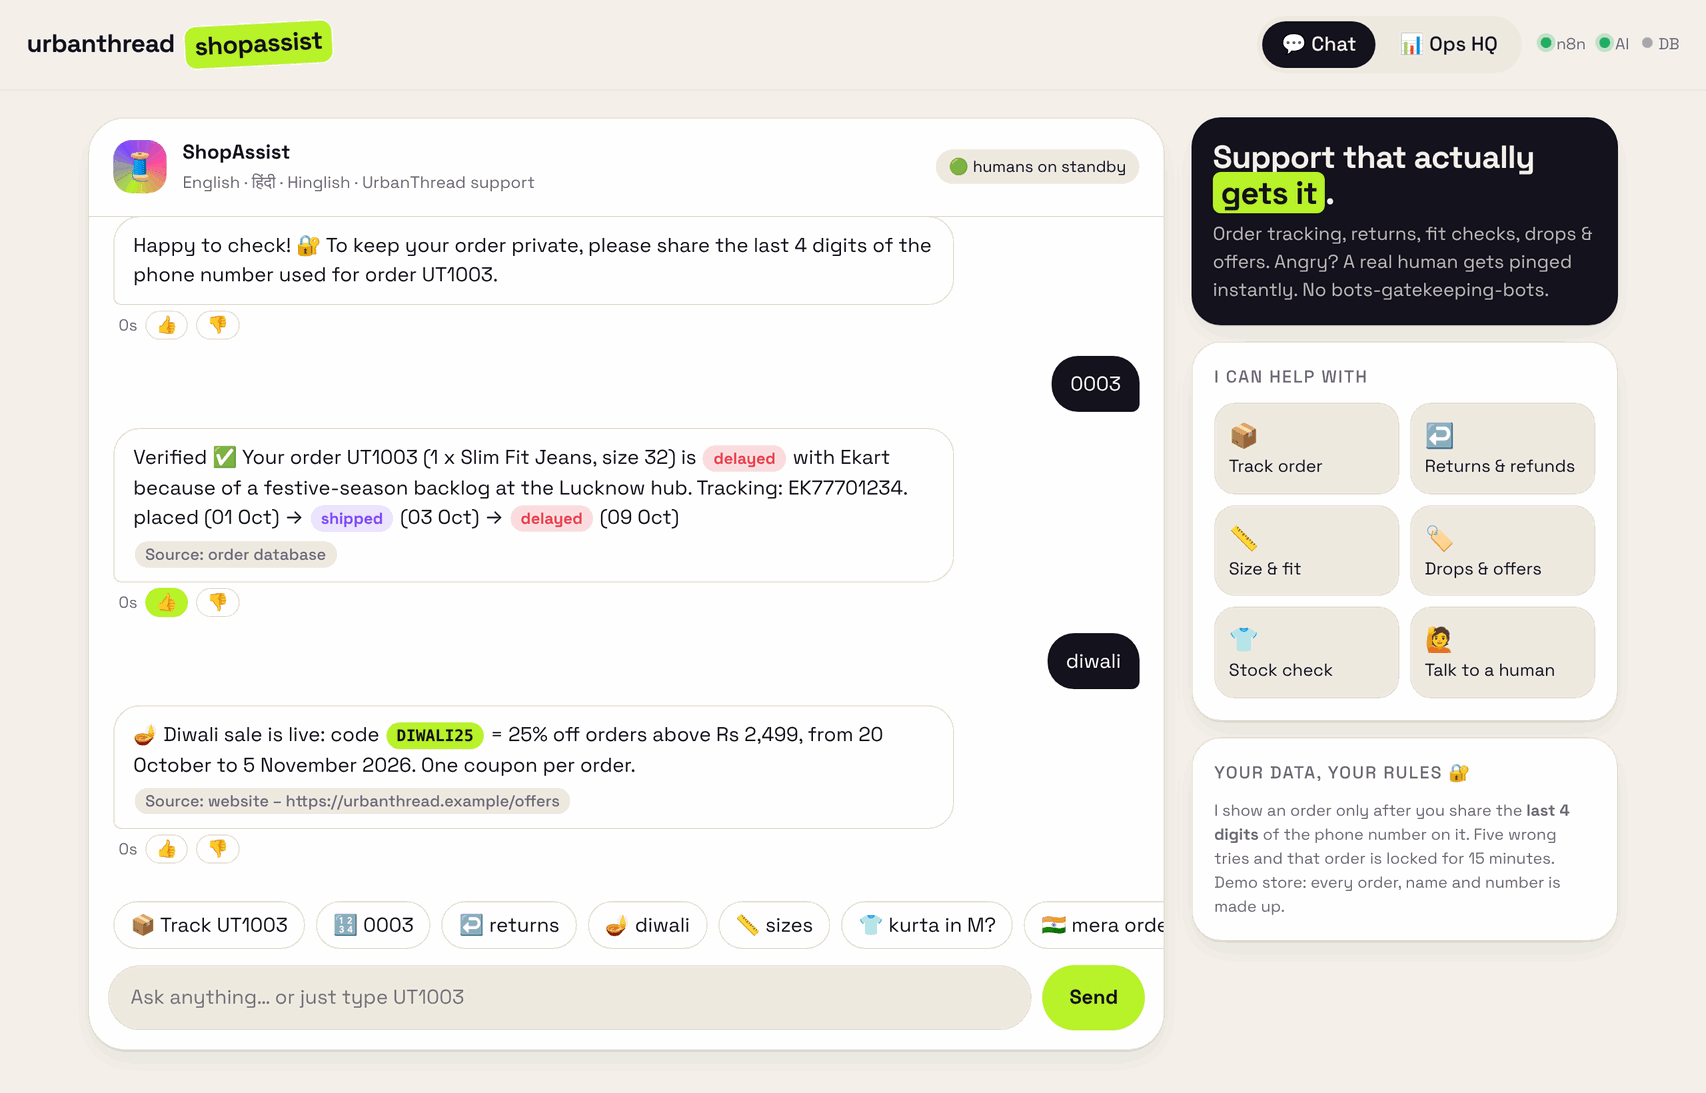 urbanthread shopassist
💬 Chat
📊 Ops HQ
n8n AI DB
ShopAssist
English · हिंदी · Hinglish · UrbanThread support
humans on standby
Happy to check! 🔐 To keep your order private, please share the last 4 digits of the
phone number used for order UT1003.
0s
0003
Verified ✅ Your order UT1003 (1 x Slim Fit Jeans, size 32) is delayed with Ekart
because of a festive-season backlog at the Lucknow hub. Tracking: EK77701234.
placed (01 Oct) → shipped (03 Oct) → delayed (09 Oct)
Source: order database
0s
diwali
🪔 Diwali sale is live: code DIWALI25 = 25% off orders above Rs 2,499, from 20
October to 5 November 2026. One coupon per order.
Source: website – https://urbanthread.example/offers
0s
📦 Track UT1003
🔢 0003
↩️ returns
🪔 diwali
📏 sizes
👕 kurta in M?
🇮🇳 mera orde
Ask anything... or just type UT1003
Send
Support that actually
gets it.
Order tracking, returns, fit checks, drops &
offers. Angry? A real human gets pinged
instantly. No bots-gatekeeping-bots.
I CAN HELP WITH
Track order
Returns & refunds
Size & fit
Drops & offers
Stock check
Talk to a human
YOUR DATA, YOUR RULES 🔐
I show an order only after you share the last 4
digits of the phone number on it. Five wrong
tries and that order is locked for 15 minutes.
Demo store: every order, name and number is
made up.